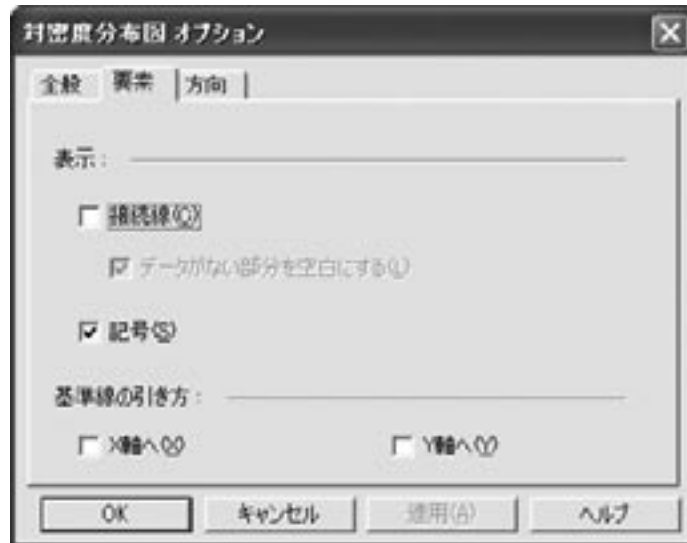 対密度分布図 オプション
全般 要素 方向
表示:
接続線(C)
データがない部分を空白にする(L)
記号(S)
基準線の引き方:
X軸へ(X) Y軸へ(Y)
OK キャンセル 適用(A) ヘルプ